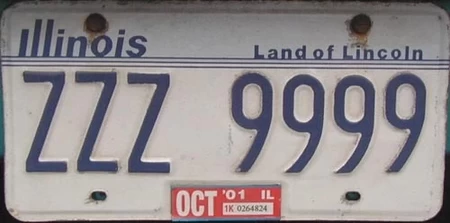 Illinois Land of Lincoln
ZZZ 9999
OCT '01 IL
1K 0264824